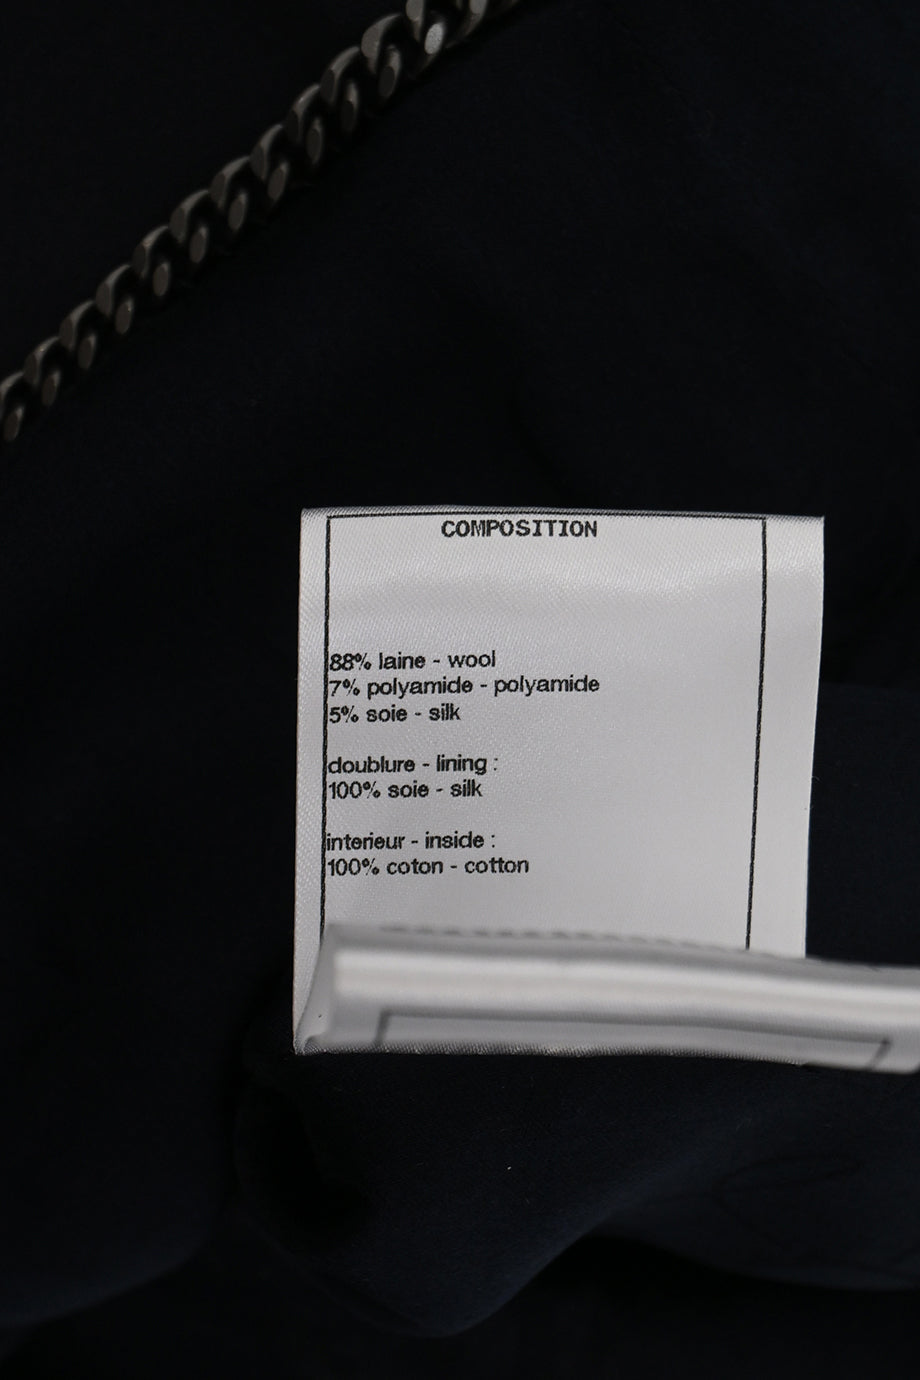 COMPOSITION
88% laine - wool
7% polyamide - polyamide
5% soie - silk
doublure - lining :
100% soie - silk
interieur - inside :
100% coton - cotton